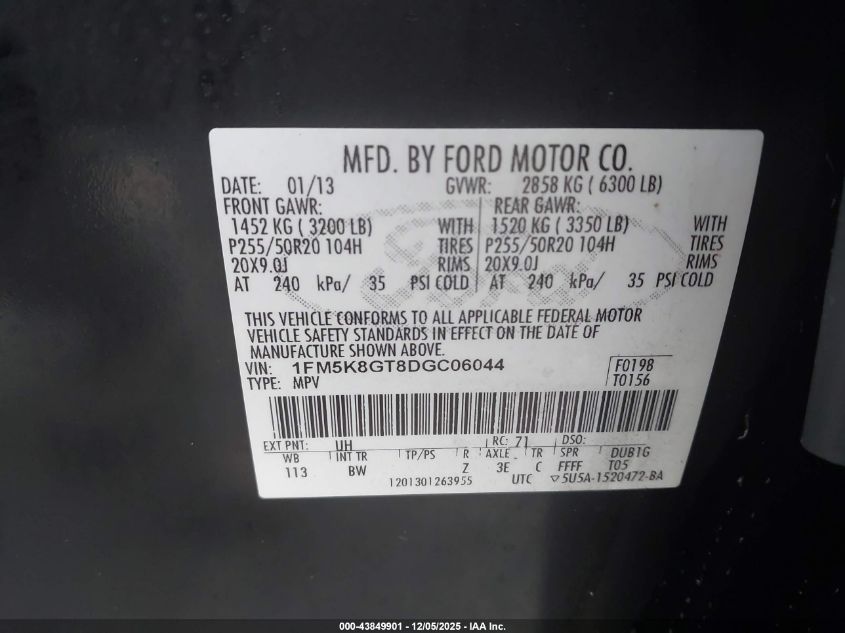 MFD. BY FORD MOTOR CO.
DATE: 01/13 GVWR: 2858 KG ( 6300 LB)
FRONT GAWR: REAR GAWR:
1452 KG ( 3200 LB) WITH 1520 KG ( 3350 LB) WITH
P255/50R20 104H TIRES P255/50R20 104H TIRES
20X9.0J RIMS 20X9.0J RIMS
AT 240 kPa/ 35 PSI COLD AT 240 kPa/ 35 PSI COLD
THIS VEHICLE CONFORMS TO ALL APPLICABLE FEDERAL MOTOR
VEHICLE SAFETY STANDARDS IN EFFECT ON THE DATE OF
MANUFACTURE SHOWN ABOVE.
VIN: 1FM5K8GT8DGC06044 F0198
TYPE: MPV T0156
EXT PNT: UH RC: 71 DSO:
WB INT TR TP/PS R AXLE TR SPR DUB1G
113 BW Z 3E C FFFF T05
1201301263955 UTC ▽5U5A-1520472-BA
000-43849901 - 12/05/2025 - IAA Inc.